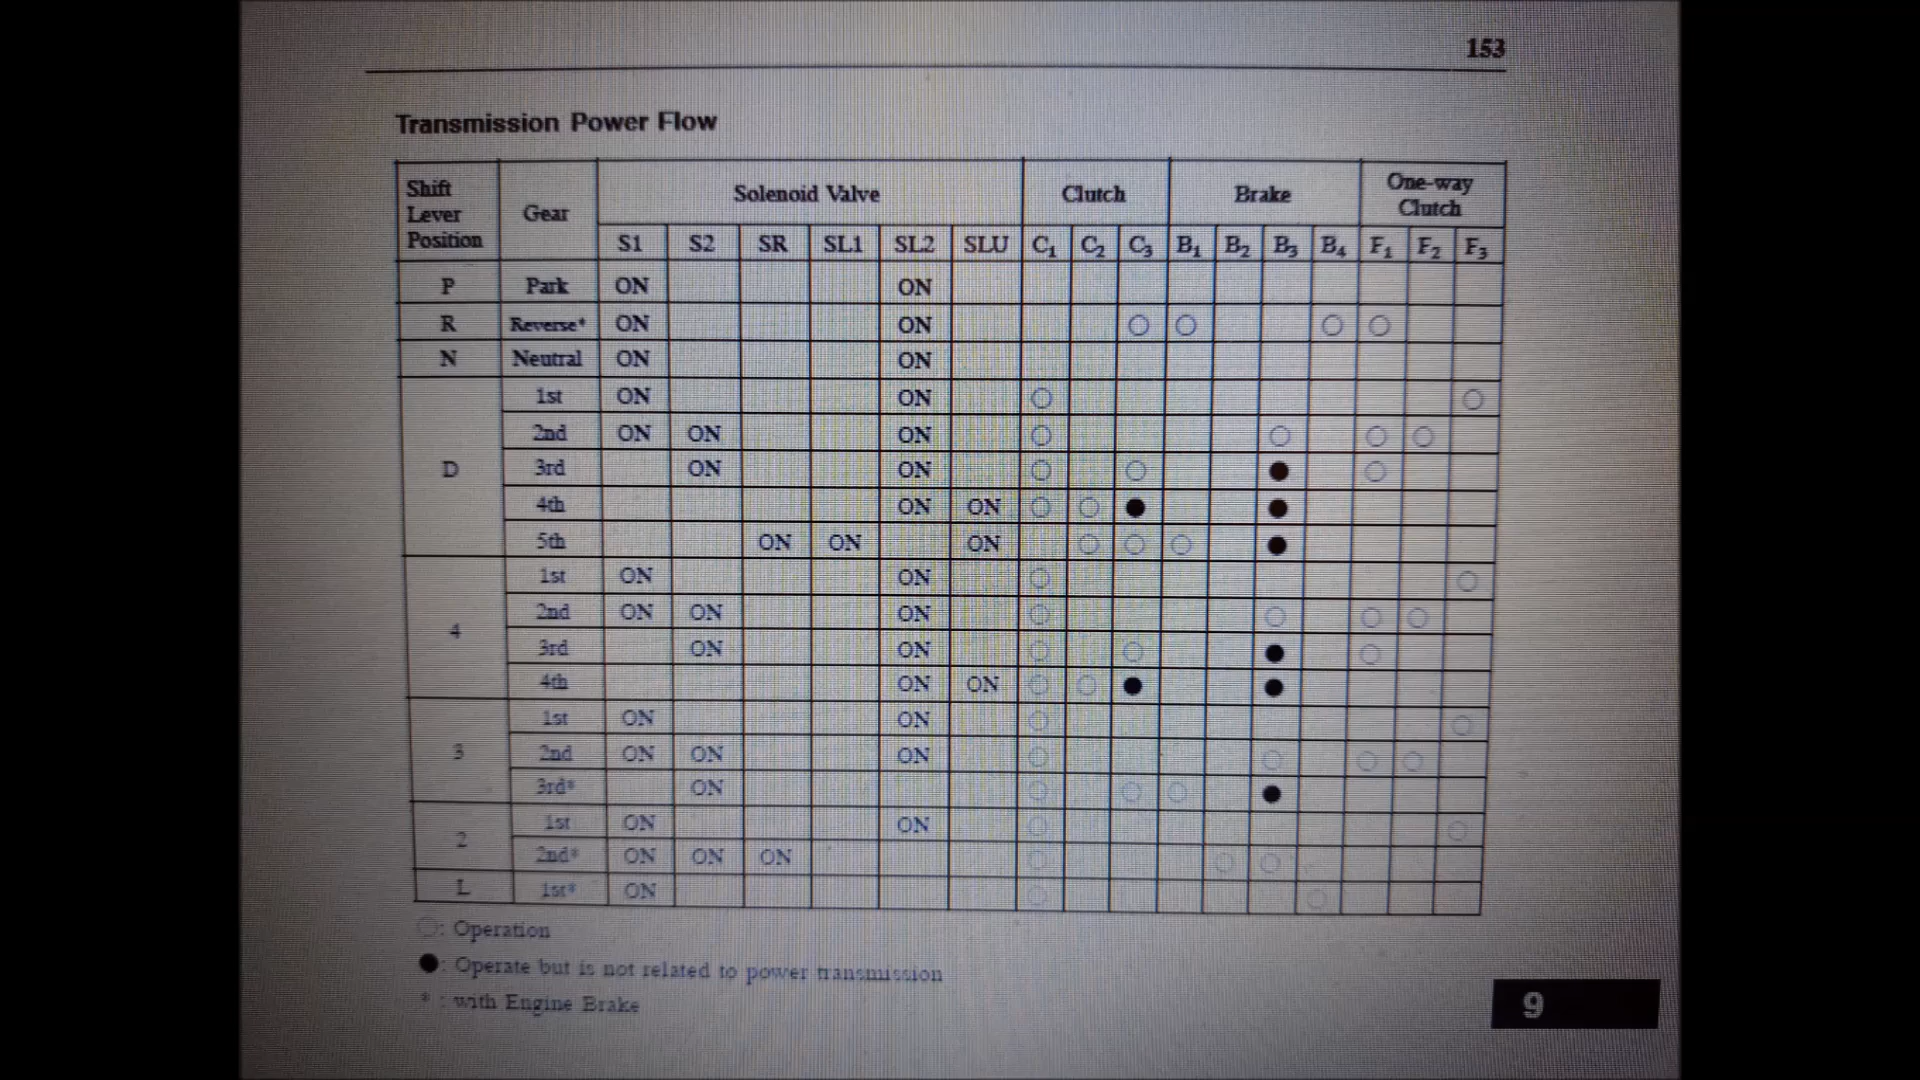 153
Transmission Power Flow
Shift Lever Position Gear Solenoid Valve Clutch Brake One-way Clutch
S1 S2 SR SL1 SL2 SLU C1 C2 C3 B1 B2 B3 B4 F1 F2 F3
P Park ON ON
R Reverse* ON ON ○ ○ ○ ○
N Neutral ON ON
D 1st ON ON ○ ○
2nd ON ON ON ○ ○ ○ ○
3rd ON ON ○ ○ ● ○
4th ON ON ○ ○ ● ●
5th ON ON ON ○ ○ ○ ●
4 1st ON ON ○ ○
2nd ON ON ON ○ ○ ○ ○
3rd ON ON ○ ○ ● ○
4th ON ON ○ ○ ● ●
3 1st ON ON ○ ○
2nd ON ON ON ○ ○ ○ ○
3rd* ON ○ ○ ○ ●
2 1st ON ON ○ ○
2nd* ON ON ON ○ ○ ○
L 1st* ON ○ ○
○: Operation
●: Operate but is not related to power transmission
* : with Engine Brake
9